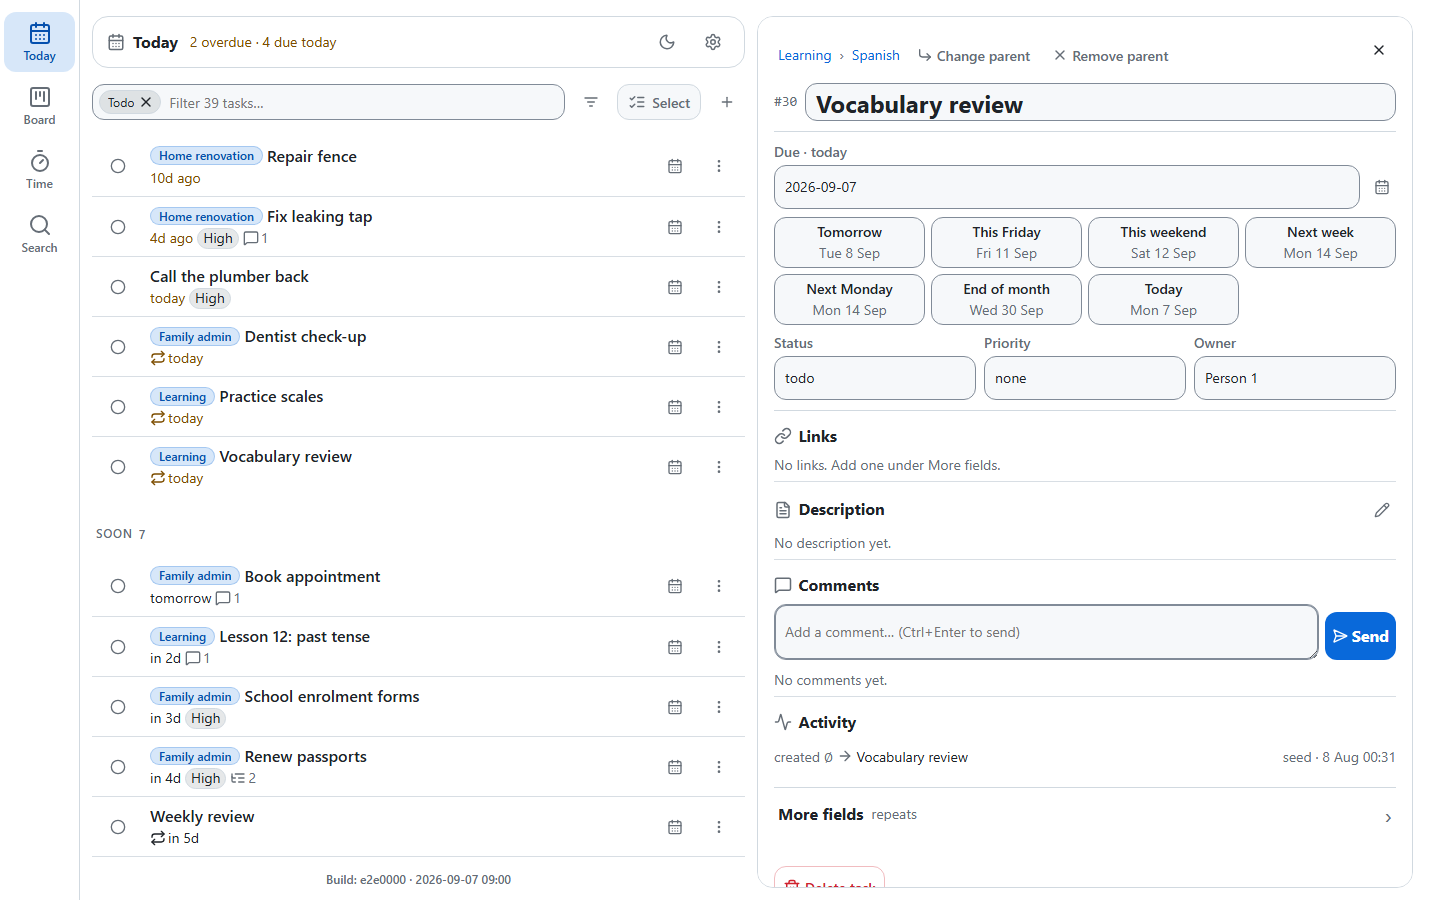 Today
Board
Time
Search
Today 2 overdue · 4 due today
Todo Filter 39 tasks... Select
Home renovation Repair fence
10d ago
Home renovation Fix leaking tap
4d ago High 1
Call the plumber back
today High
Family admin Dentist check-up
today
Learning Practice scales
today
Learning Vocabulary review
today
SOON 7
Family admin Book appointment
tomorrow 1
Learning Lesson 12: past tense
in 2d 1
Family admin School enrolment forms
in 3d High
Family admin Renew passports
in 4d High 2
Weekly review
in 5d
Build: e2e0000 · 2026-09-07 09:00
Learning › Spanish Change parent Remove parent
#30 Vocabulary review
Due · today
2026-09-07
Tomorrow This Friday This weekend Next week
Tue 8 Sep Fri 11 Sep Sat 12 Sep Mon 14 Sep
Next Monday End of month Today
Mon 14 Sep Wed 30 Sep Mon 7 Sep
Status Priority Owner
todo none Person 1
Links
No links. Add one under More fields.
Description
No description yet.
Comments
Add a comment... (Ctrl+Enter to send) Send
No comments yet.
Activity
created ∅ → Vocabulary review seed · 8 Aug 00:31
More fields repeats
Delete task